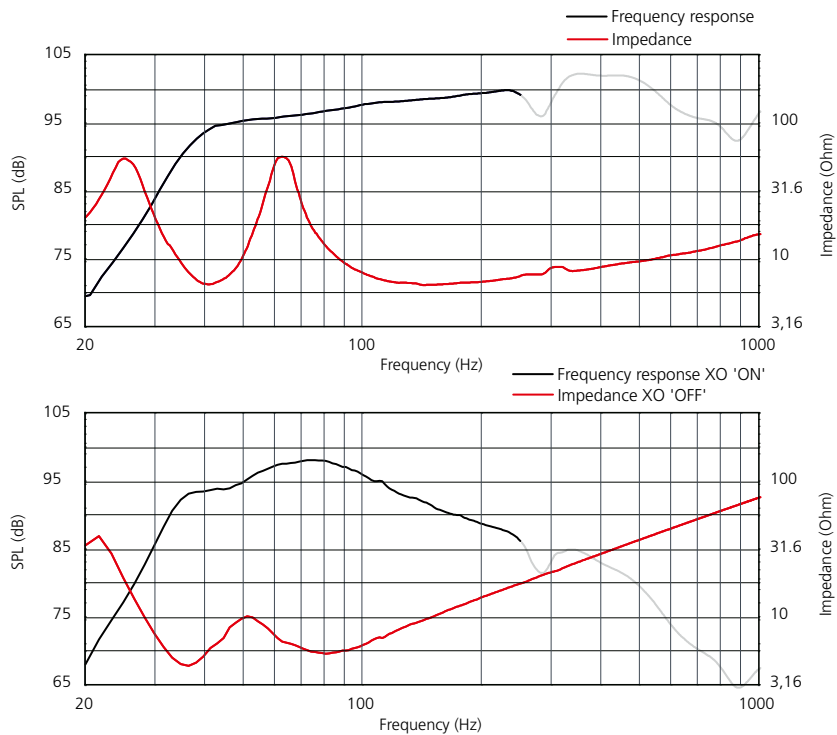 Frequency response
Impedance
105
95
85
75
65
SPL (dB)
100
31.6
10
3,16
Impedance (Ohm)
20
100
1000
Frequency (Hz)
Frequency response XO 'ON'
Impedance XO 'OFF'
105
95
85
75
65
SPL (dB)
100
31.6
10
3,16
Impedance (Ohm)
20
100
1000
Frequency (Hz)